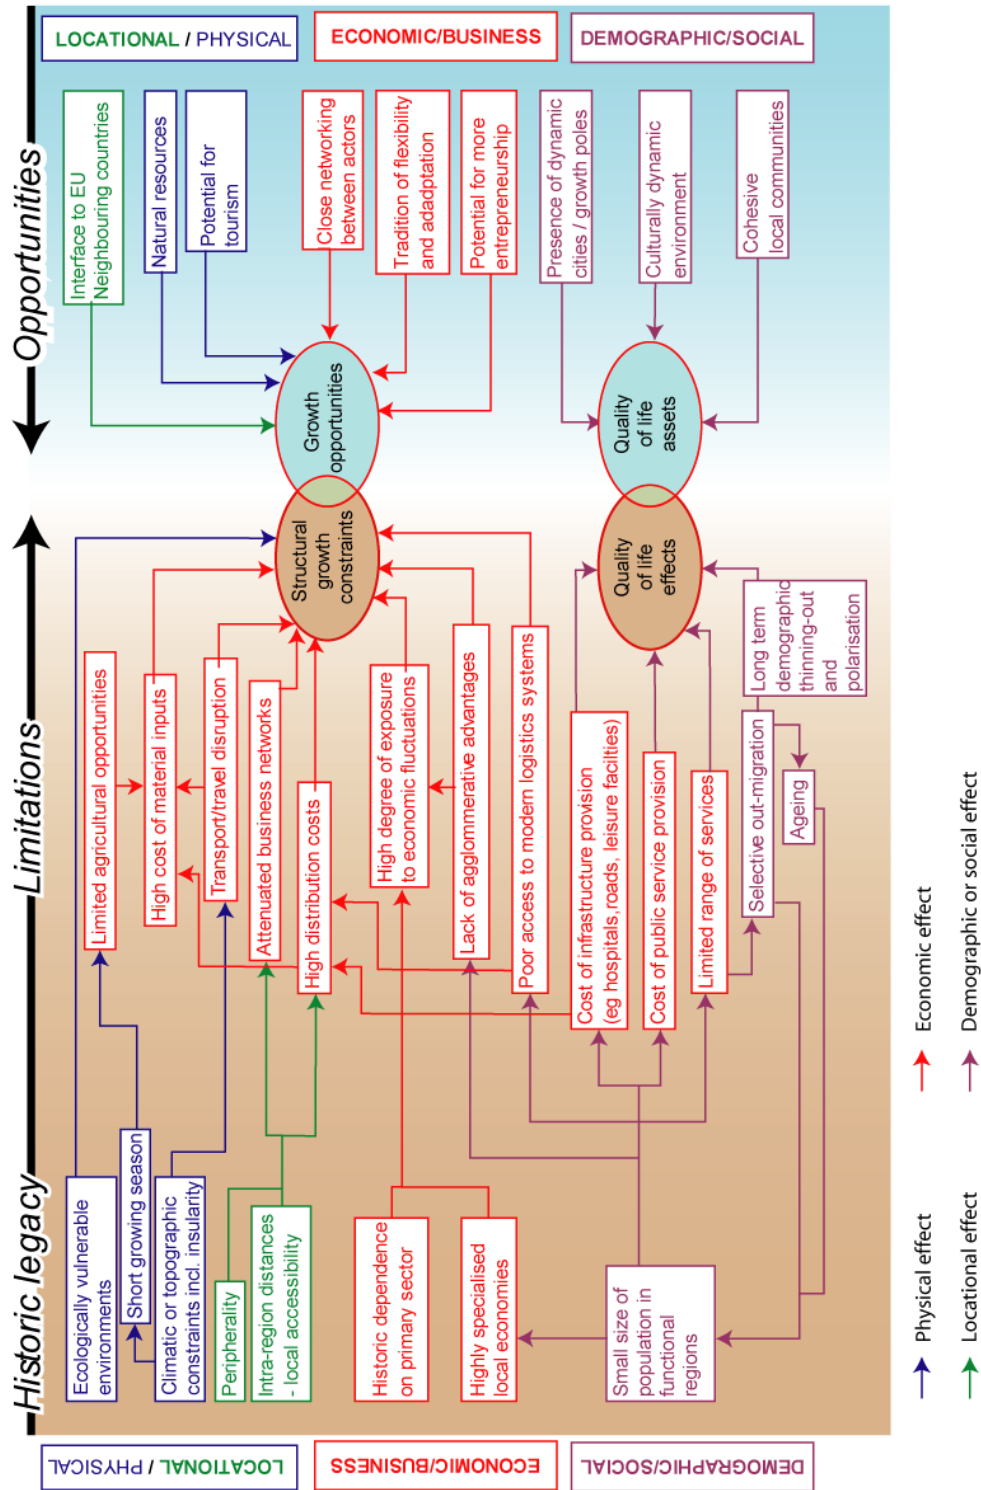 Historic legacy
Limitations
Opportunities
LOCATIONAL / PHYSICAL
Ecologically vulnerable
environments
Short growing season
Climatic or topographic
constraints incl. insularity
Peripherality
Intra-region distances
- local accessibility
Limited agricultural opportunities
High cost of material inputs
Transport/travel disruption
Attenuated business networks
High distribution costs
Interface to EU
Neighbouring countries
Natural resources
Potential for
tourism
LOCATIONAL / PHYSICAL
ECONOMIC/BUSINESS
Historic dependence
on primary sector
Highly specialised
local economies
High degree of exposure
to economic fluctuations
Lack of agglommerative advantages
Poor access to modern logistics systems
Structural
growth
constraints
Growth
opportunities
Close networking
between actors
Tradition of flexibility
and adadptation
Potential for more
entrepreneurship
ECONOMIC/BUSINESS
DEMOGRAPHIC/SOCIAL
Small size of
population in
functional
regions
Cost of infrastructure provision
(eg hospitals,roads, leisure facilties)
Cost of public service provision
Limited range of services
Selective out-migration
Ageing
Long term
demographic
thinning-out
and
polarisation
Quality
of life
effects
Quality
of life
assets
Presence of dynamic
cities / growth poles
Culturally dynamic
environment
Cohesive
local communities
DEMOGRAPHIC/SOCIAL
Physical effect
Economic effect
Locational effect
Demographic or social effect